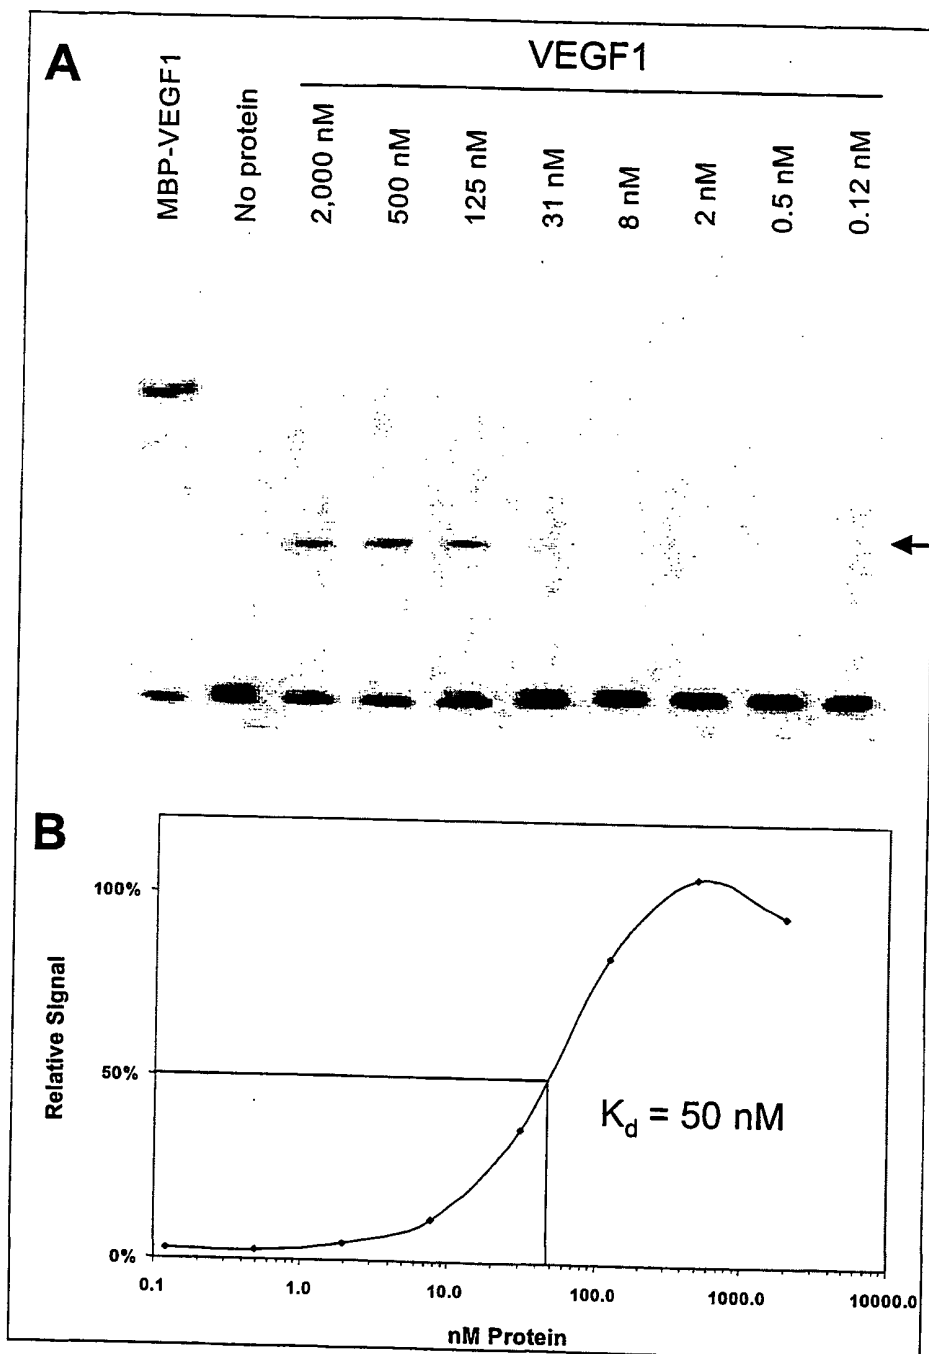 A
VEGF1
MBP-VEGF1
No protein
2,000 nM
500 nM
125 nM
31 nM
8 nM
2 nM
0.5 nM
0.12 nM
B
100%
50%
0%
Relative Signal
K_d = 50 nM
0.1 1.0 10.0 100.0 1000.0 10000.0
nM Protein